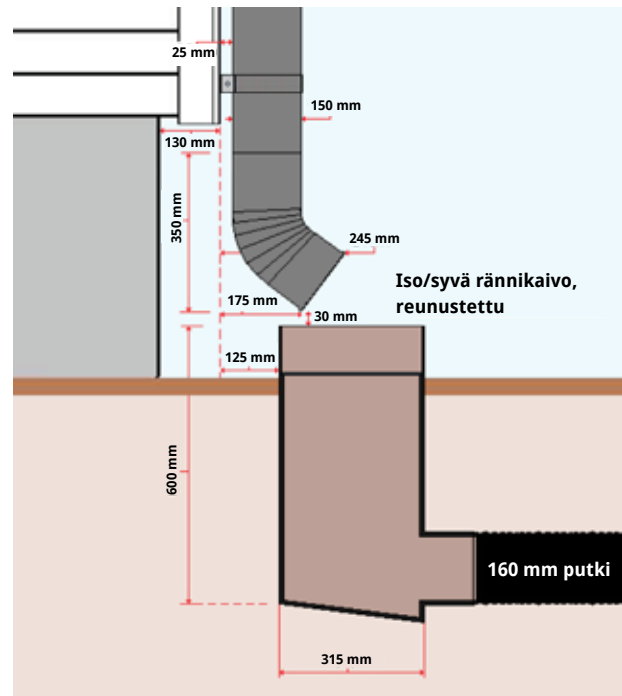 25 mm
150 mm
130 mm
350 mm
245 mm
Iso/syvä rännikaivo,
reunustettu
175 mm
30 mm
125 mm
600 mm
160 mm putki
315 mm